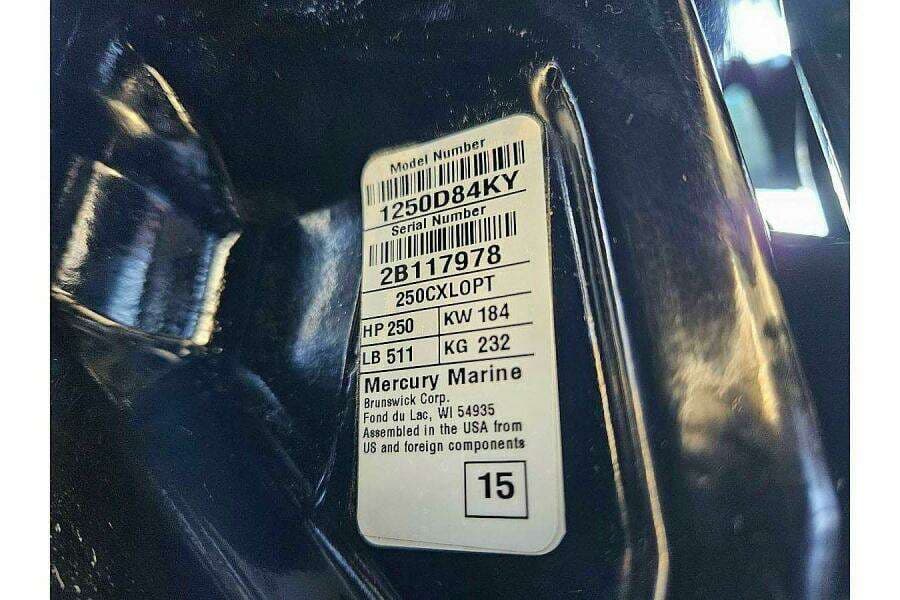 Model Number
1250D84KY
Serial Number
2B117978
250CXLOPT
HP 250 KW 184
LB 511 KG 232
Mercury Marine
Brunswick Corp.
Fond du Lac, WI 54935
Assembled in the USA from
US and foreign components
15